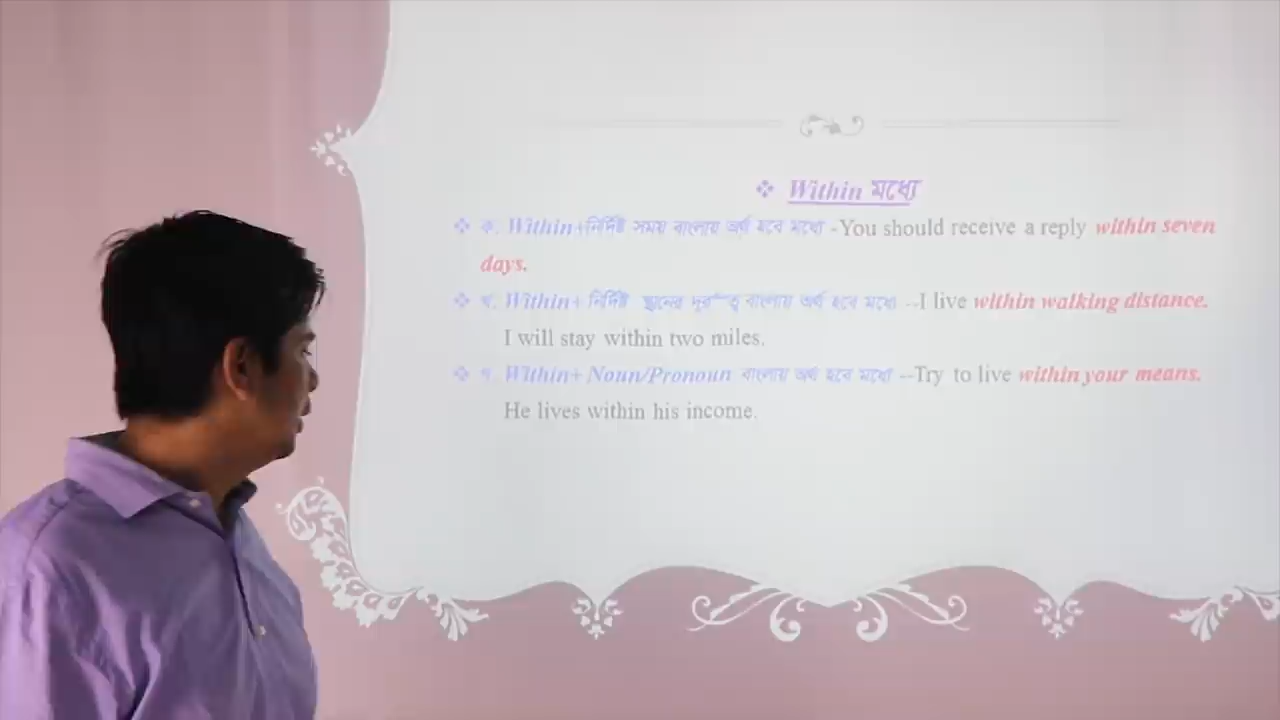 ❖ Within মধ্যে
❖ ক. Within+নির্দিষ্ট সময় বাংলায় অর্থ হবে মধ্যে -You should receive a reply within seven
days.
❖ খ. Within+ নির্দিষ্ট স্থানের দূরত্ব বাংলায় অর্থ হবে মধ্যে --I live within walking distance.
I will stay within two miles.
❖ গ. Within+ Noun/Pronoun বাংলায় অর্থ হবে মধ্যে --Try to live within your means.
He lives within his income.